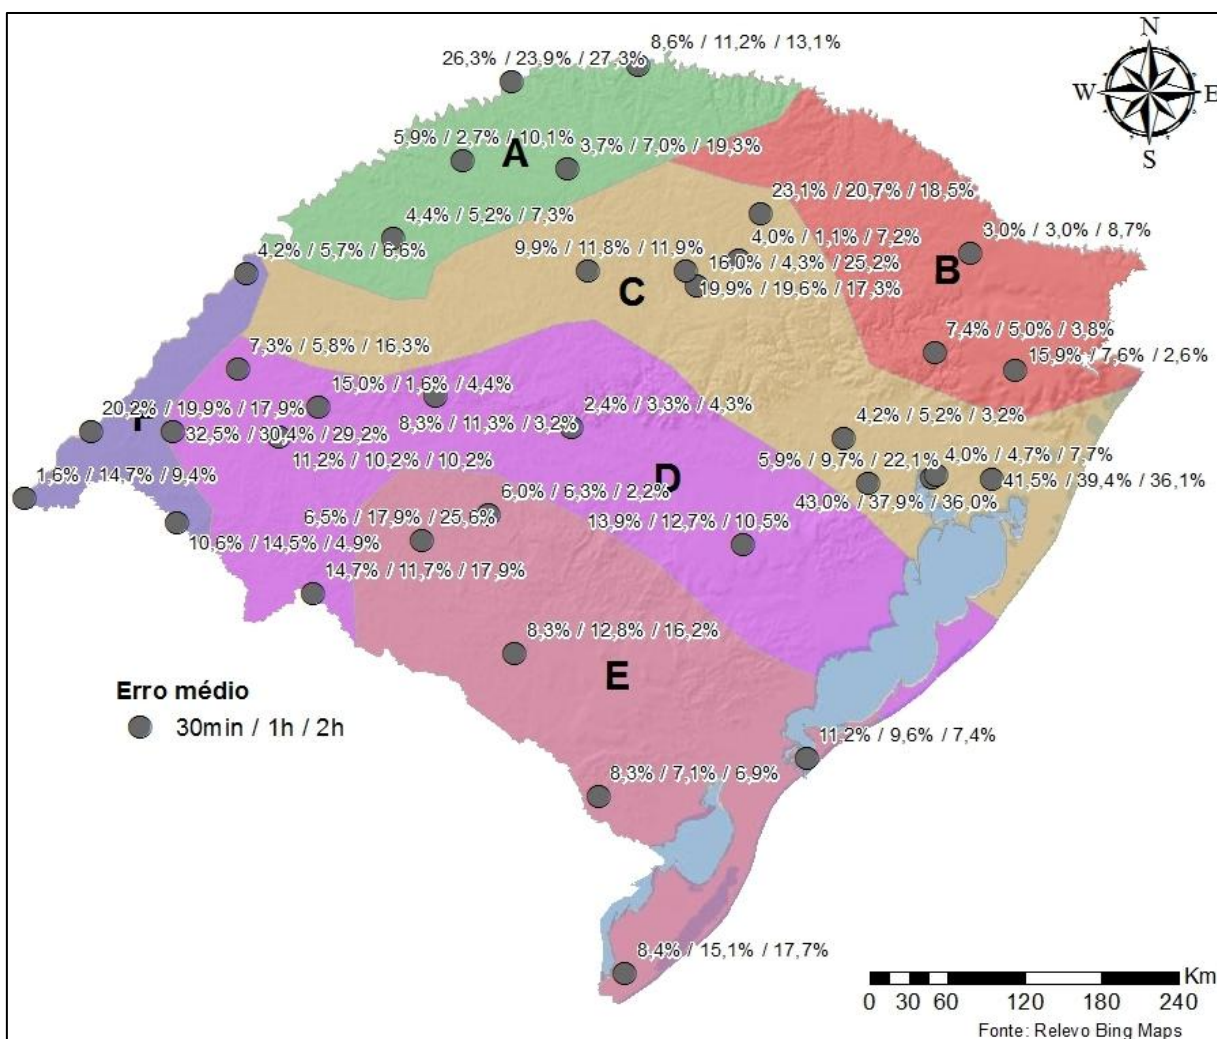 N
W E
S
8,6% / 11,2% / 13,1%
26,3% / 23,9% / 27,3%
5,9% / 2,7% / 10,1%
A
3,7% / 7,0% / 19,3%
23,1% / 20,7% / 18,5%
4,4% / 5,2% / 7,3%
3,0% / 3,0% / 8,7%
4,0% / 1,1% / 7,2%
4,2% / 5,7% / 6,6%
9,9% / 11,8% / 11,9%
16,0% / 4,3% / 25,2%
B
C
19,9% / 19,6% / 17,3%
7,4% / 5,0% / 3,8%
7,3% / 5,8% / 16,3%
15,9% / 7,6% / 2,6%
15,0% / 1,6% / 4,4%
20,2% / 19,9% / 17,9%
2,4% / 3,3% / 4,3%
4,2% / 5,2% / 3,2%
8,3% / 11,3% / 3,2%
32,5% / 30,4% / 29,2%
11,2% / 10,2% / 10,2%
5,9% / 9,7% / 22,1%
4,0% / 4,7% / 7,7%
D
1,6% / 14,7% / 9,4%
41,5% / 39,4% / 36,1%
6,0% / 6,3% / 2,2%
43,0% / 37,9% / 36,0%
6,5% / 17,9% / 25,6%
13,9% / 12,7% / 10,5%
10,6% / 14,5% / 4,9%
14,7% / 11,7% / 17,9%
8,3% / 12,8% / 16,2%
E
Erro médio
30min / 1h / 2h
11,2% / 9,6% / 7,4%
8,3% / 7,1% / 6,9%
8,4% / 15,1% / 17,7%
Km
0 30 60 120 180 240
Fonte: Relevo Bing Maps